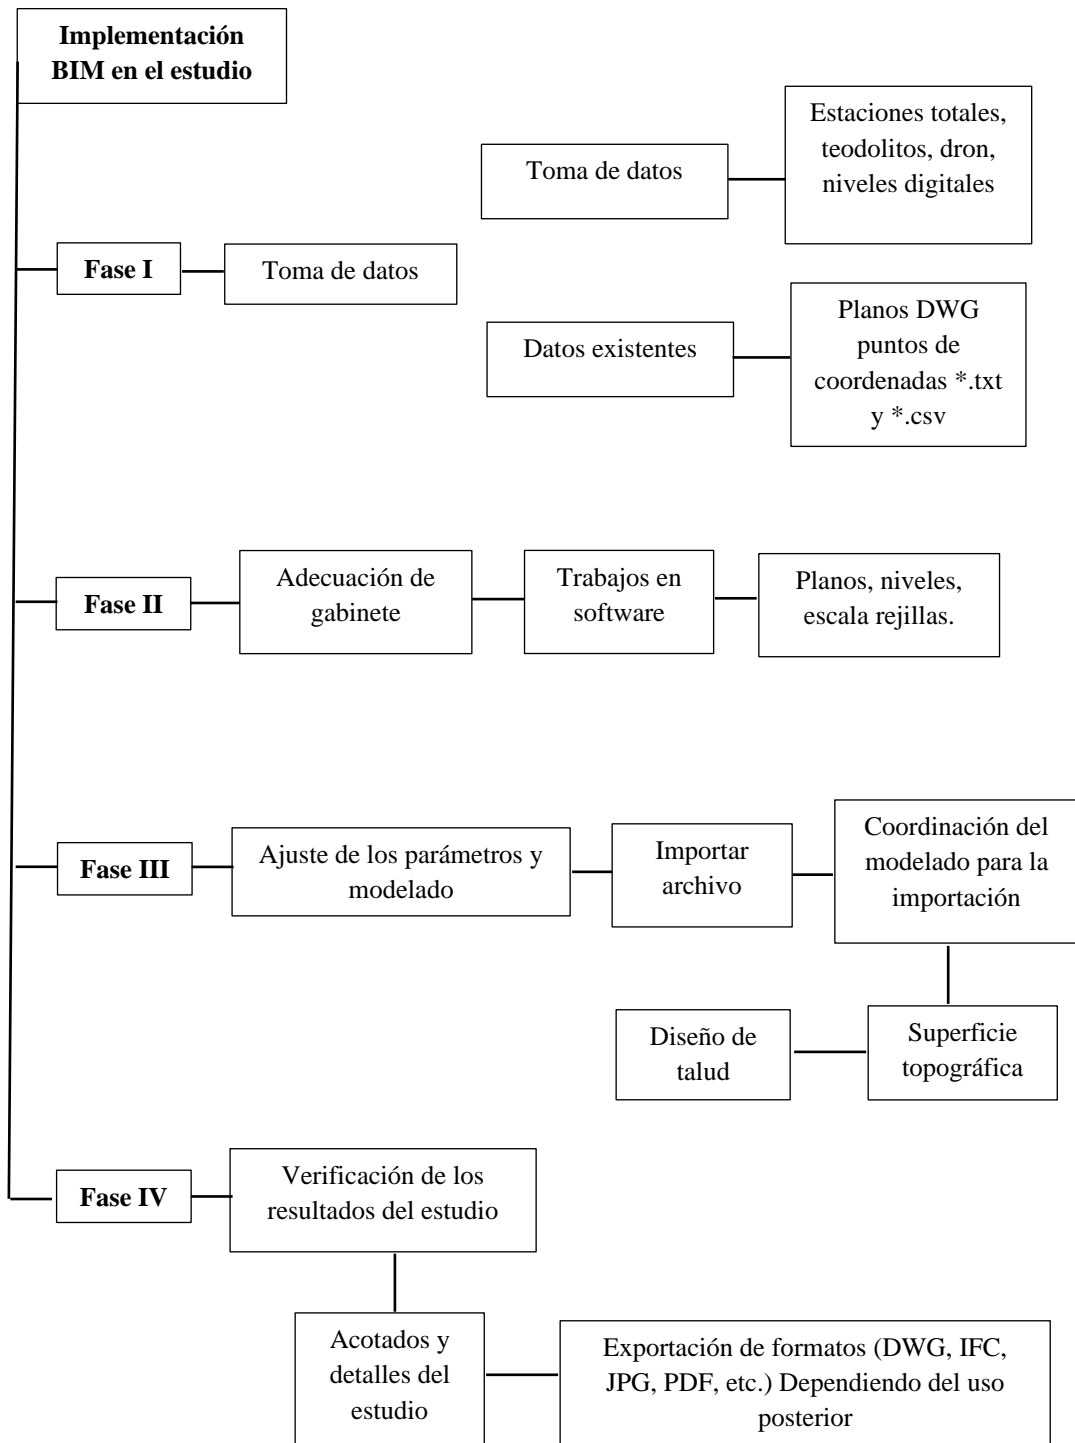 Implementación
BIM en el estudio
Estaciones totales,
teodolitos, dron,
niveles digitales
Toma de datos
Fase I
Toma de datos
Planos DWG
puntos de
coordenadas *.txt
y *.csv
Datos existentes
Fase II
Adecuación de
gabinete
Trabajos en
software
Planos, niveles,
escala rejillas.
Fase III
Ajuste de los parámetros y
modelado
Importar
archivo
Coordinación del
modelado para la
importación
Superficie
topográfica
Diseño de
talud
Fase IV
Verificación de los
resultados del estudio
Acotados y
detalles del
estudio
Exportación de formatos (DWG, IFC,
JPG, PDF, etc.) Dependiendo del uso
posterior